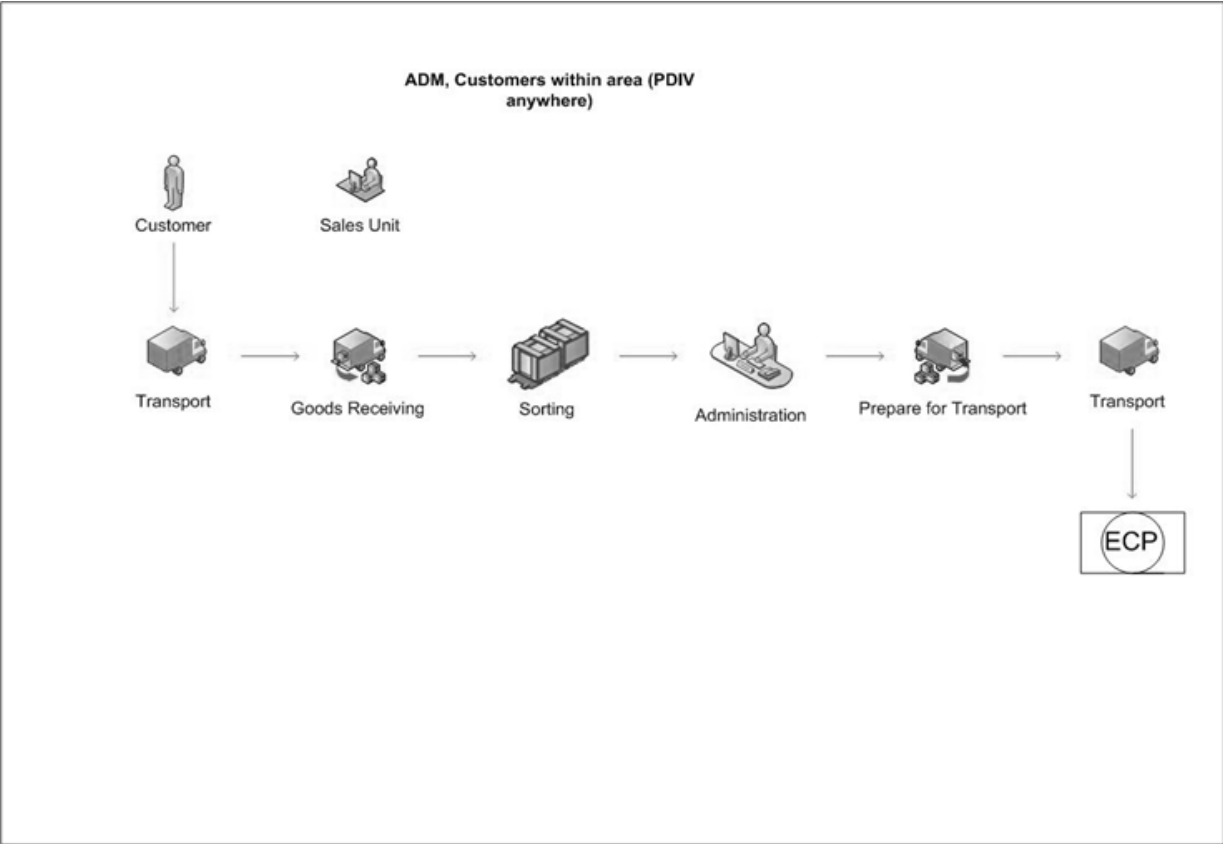 ADM, Customers within area (PDIV
anywhere)
Customer
Sales Unit
Transport
Goods Receiving
Sorting
Administration
Prepare for Transport
Transport
ECP